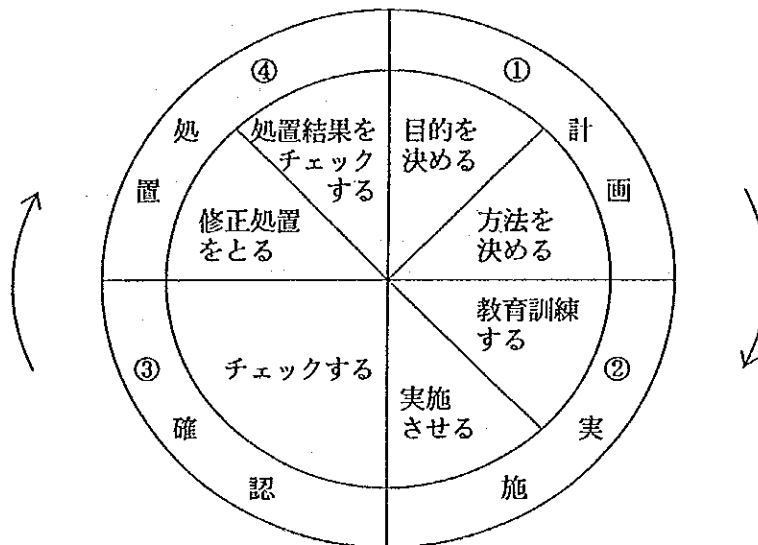 ① 計画
目的を
決める
方法を
決める
② 実施
教育訓練
する
実施
させる
③ 確認
チェックする
④ 処置
修正処置
をとる
処置結果を
チェック
する